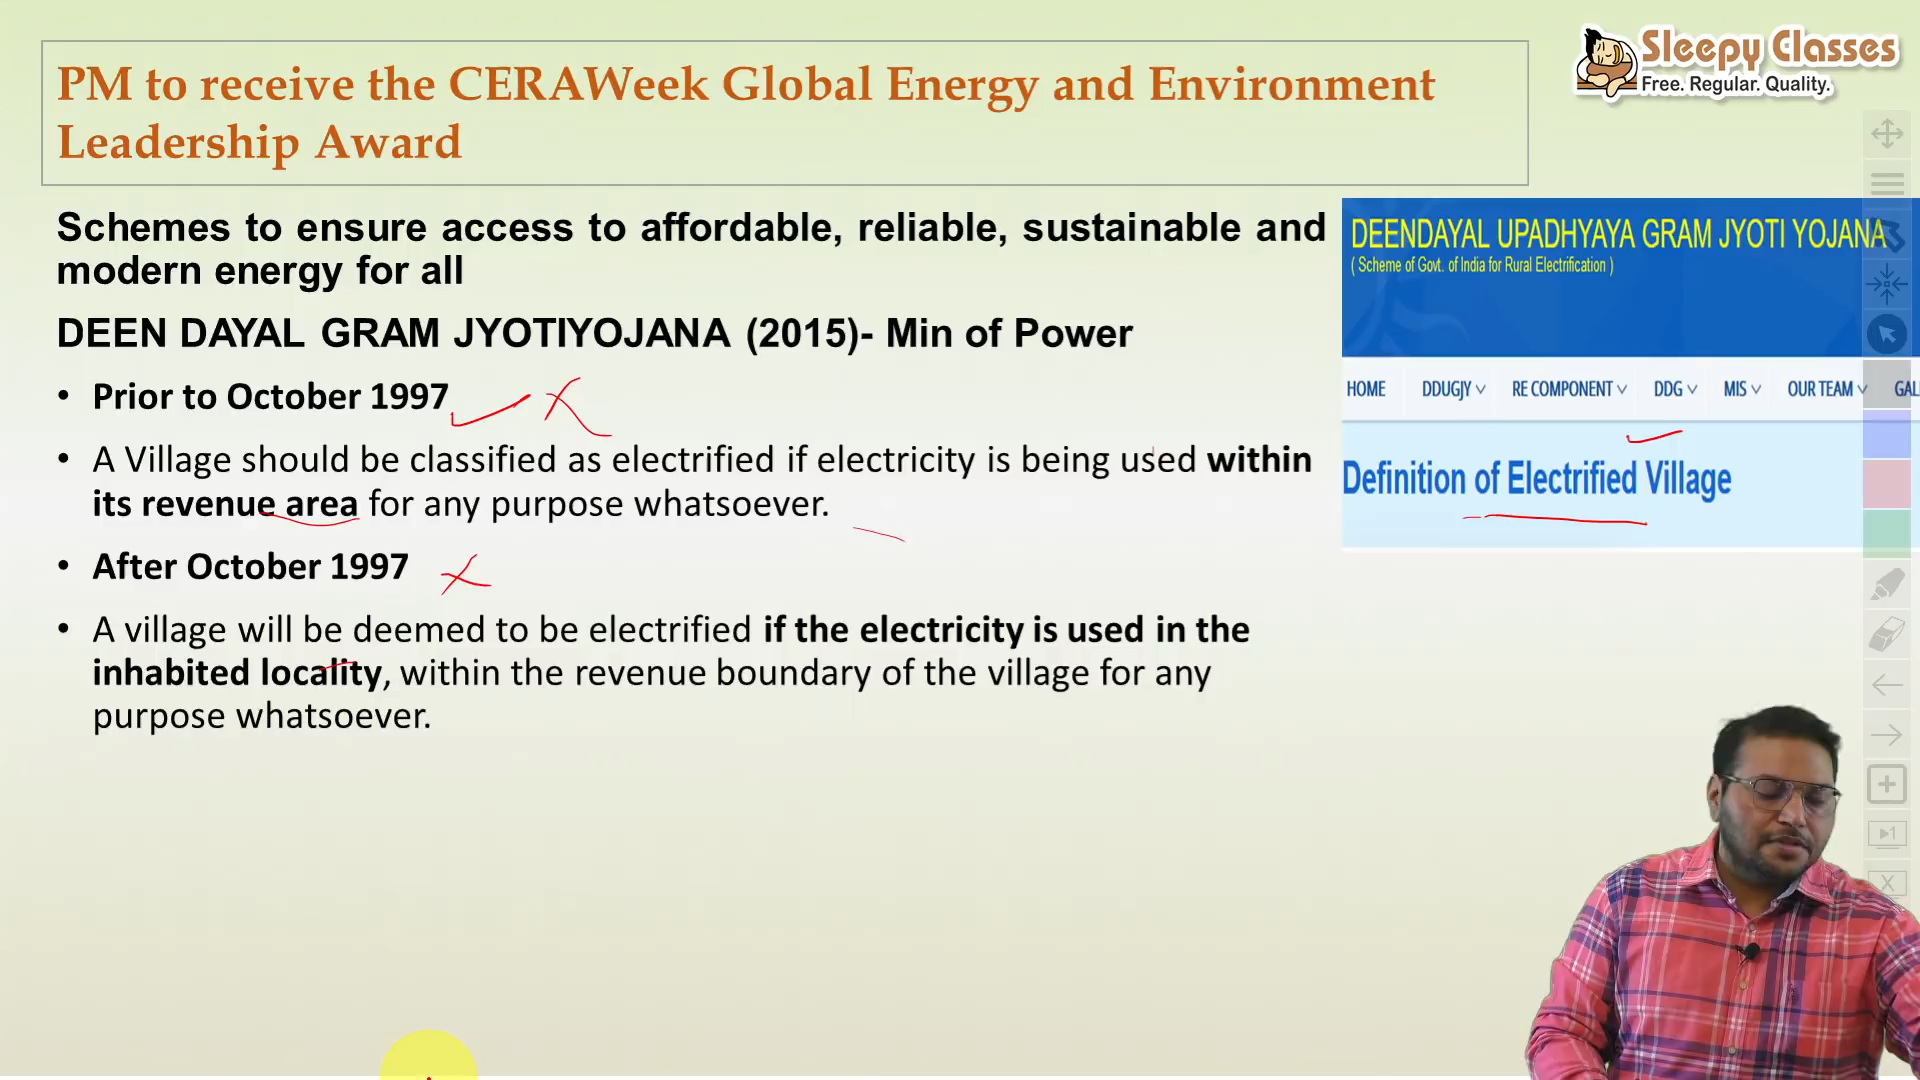 PM to receive the CERAWeek Global Energy and Environment
Leadership Award
Sleepy Classes
Free. Regular. Quality.
Schemes to ensure access to affordable, reliable, sustainable and
modern energy for all
DEEN DAYAL GRAM JYOTIYOJANA (2015)- Min of Power
• Prior to October 1997
• A Village should be classified as electrified if electricity is being used within
its revenue area for any purpose whatsoever.
• After October 1997
• A village will be deemed to be electrified if the electricity is used in the
inhabited locality, within the revenue boundary of the village for any
purpose whatsoever.
DEENDAYAL UPADHYAYA GRAM JYOTI YOJANA
( Scheme of Govt. of India for Rural Electrification )
HOME DDUGJY RE COMPONENT DDG MIS OUR TEAM GAL
Definition of Electrified Village